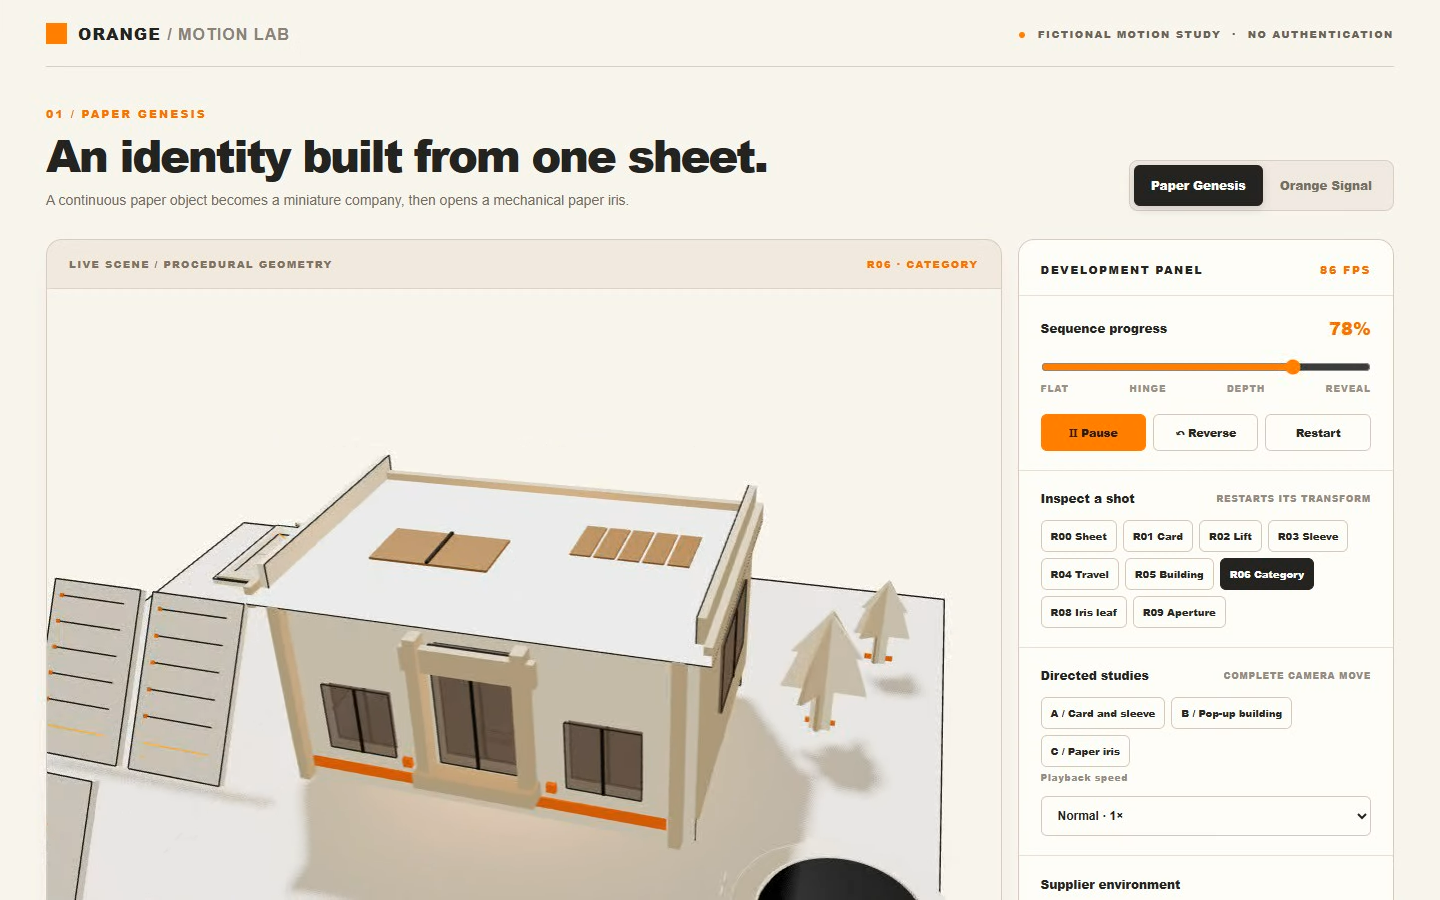 ORANGE / MOTION LAB
FICTIONAL MOTION STUDY · NO AUTHENTICATION
01 / PAPER GENESIS
An identity built from one sheet.
A continuous paper object becomes a miniature company, then opens a mechanical paper iris.
Paper Genesis
Orange Signal
LIVE SCENE / PROCEDURAL GEOMETRY
R06 · CATEGORY
DEVELOPMENT PANEL
86 FPS
Sequence progress
78%
FLAT
HINGE
DEPTH
REVEAL
Pause
Reverse
Restart
Inspect a shot
RESTARTS ITS TRANSFORM
R00 Sheet
R01 Card
R02 Lift
R03 Sleeve
R04 Travel
R05 Building
R06 Category
R08 Iris leaf
R09 Aperture
Directed studies
COMPLETE CAMERA MOVE
A / Card and sleeve
B / Pop-up building
C / Paper iris
Playback speed
Normal · 1×
Supplier environment